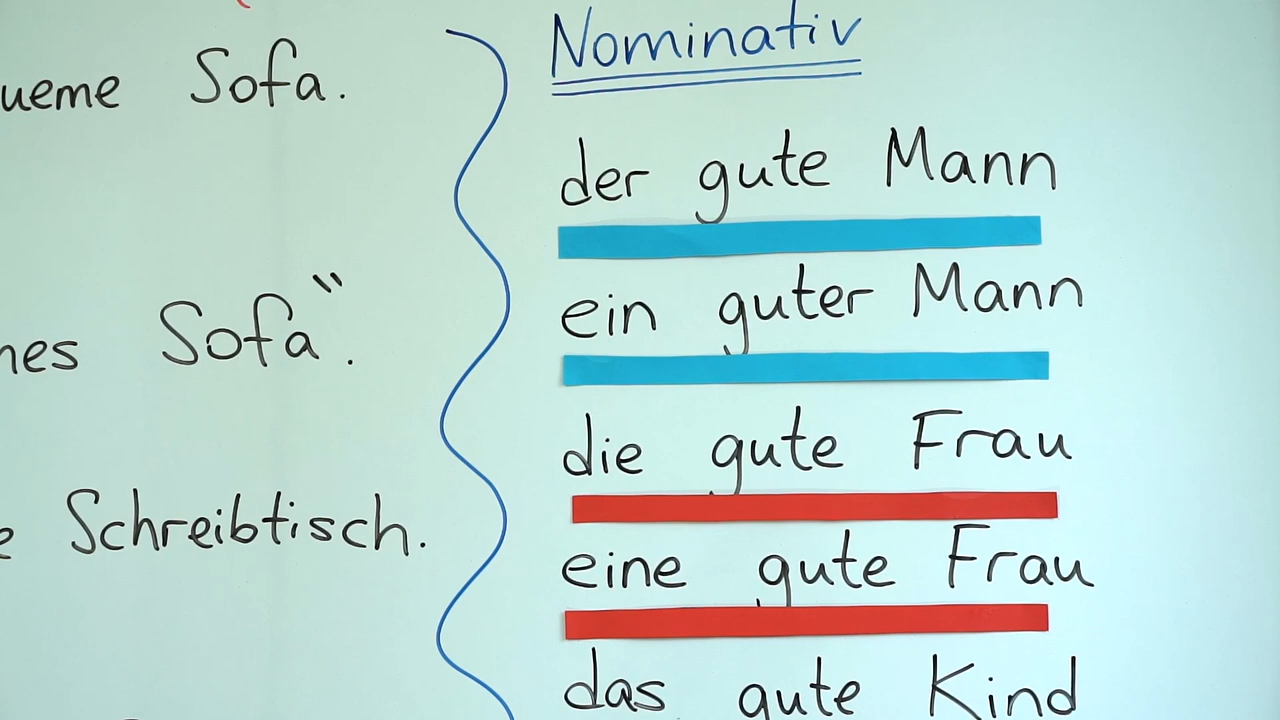 ueme Sofa.
nes Sofa“.
e Schreibtisch.
Nominativ
der gute Mann
ein guter Mann
die gute Frau
eine gute Frau
das gute Kind